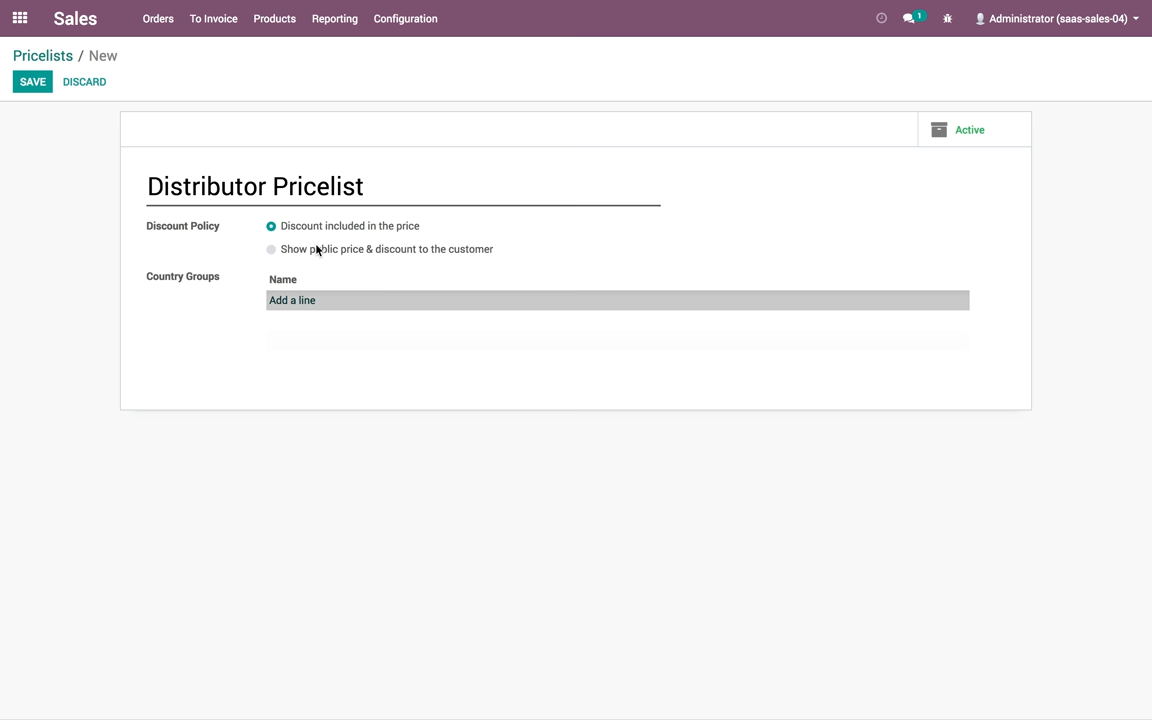 Sales Orders To Invoice Products Reporting Configuration 1 Administrator (saas-sales-04)
Pricelists / New
SAVE DISCARD
Active
Distributor Pricelist
Discount Policy Discount included in the price
Show public price & discount to the customer
Country Groups Name
Add a line